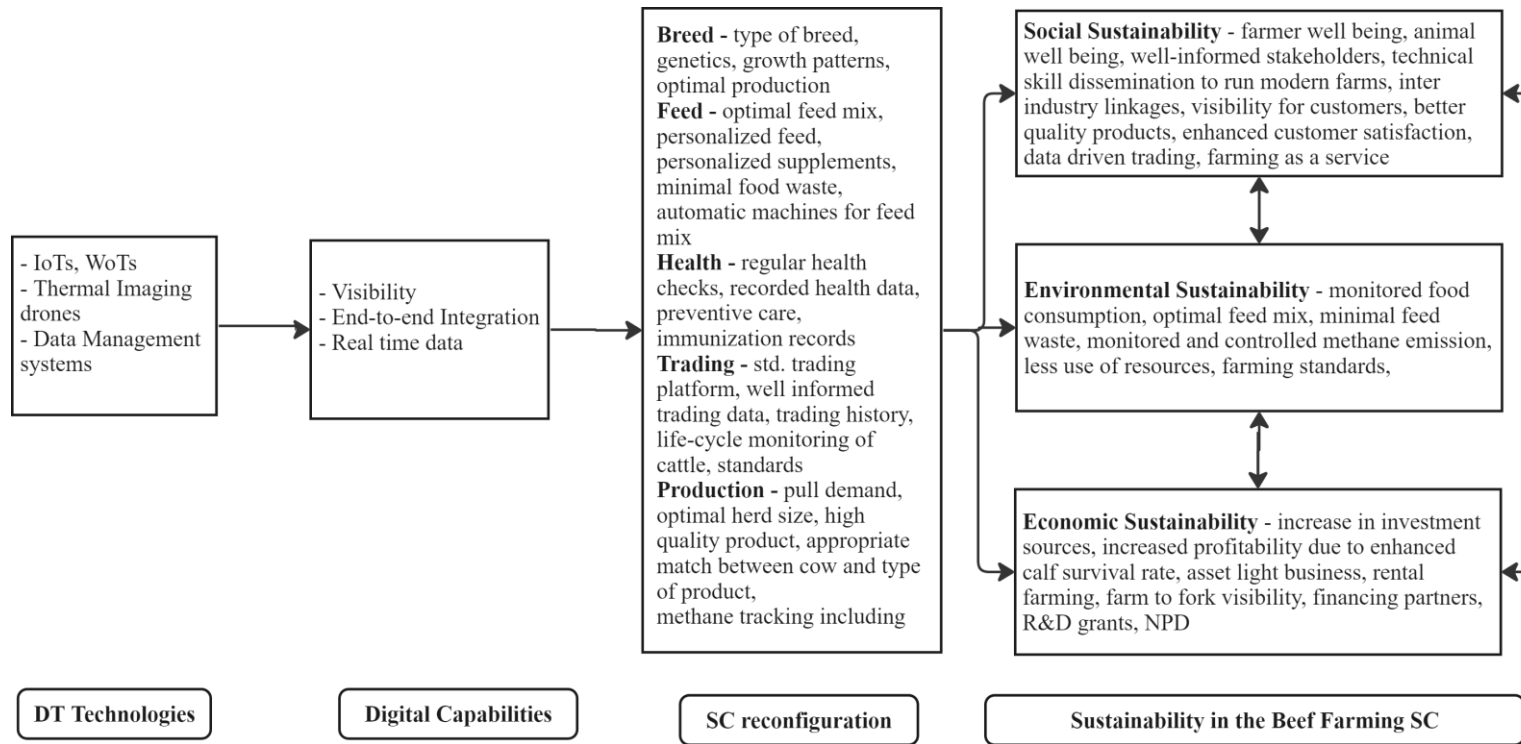 - IoTs, WoTs
- Thermal Imaging
drones
- Data Management
systems
- Visibility
- End-to-end Integration
- Real time data
Breed - type of breed,
genetics, growth patterns,
optimal production
Feed - optimal feed mix,
personalized feed,
personalized supplements,
minimal food waste,
automatic machines for feed
mix
Health - regular health
checks, recorded health data,
preventive care,
immunization records
Trading - std. trading
platform, well informed
trading data, trading history,
life-cycle monitoring of
cattle, standards
Production - pull demand,
optimal herd size, high
quality product, appropriate
match between cow and type
of product,
methane tracking including
Social Sustainability - farmer well being, animal
well being, well-informed stakeholders, technical
skill dissemination to run modern farms, inter
industry linkages, visibility for customers, better
quality products, enhanced customer satisfaction,
data driven trading, farming as a service
Environmental Sustainability - monitored food
consumption, optimal feed mix, minimal feed
waste, monitored and controlled methane emission,
less use of resources, farming standards,
Economic Sustainability - increase in investment
sources, increased profitability due to enhanced
calf survival rate, asset light business, rental
farming, farm to fork visibility, financing partners,
R&D grants, NPD
DT Technologies
Digital Capabilities
SC reconfiguration
Sustainability in the Beef Farming SC